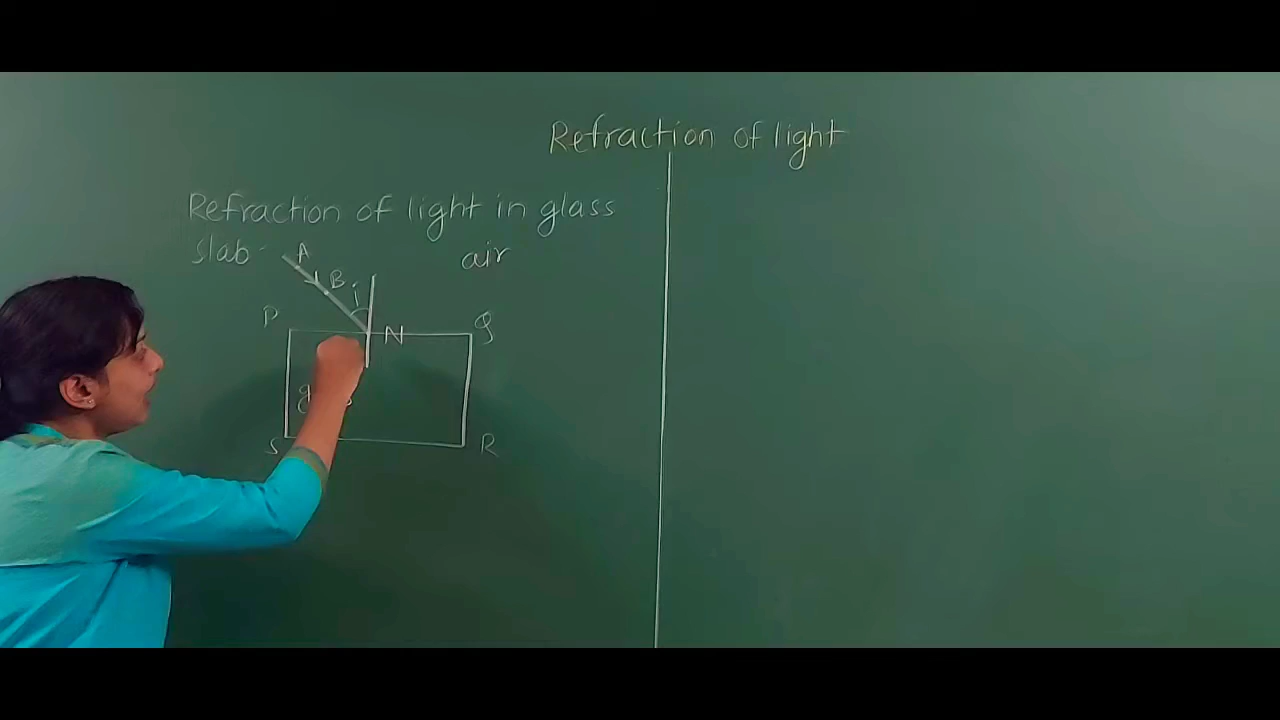 Refraction of light
Refraction of light in glass
slab-
A
air
B
i
P
N
Q
S
R